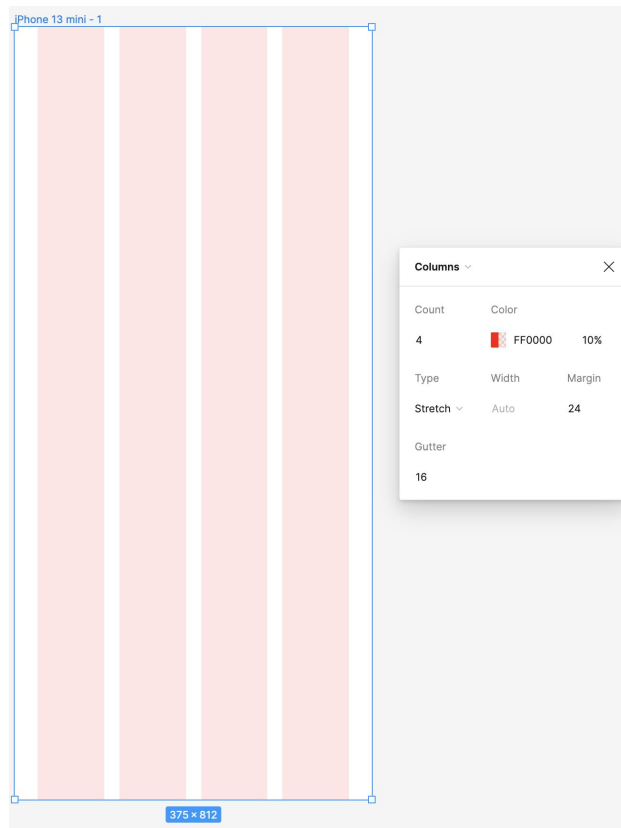 iPhone 13 mini - 1
Columns
Count Color
4 FF0000 10%
Type Width Margin
Stretch Auto 24
Gutter
16
375 × 812